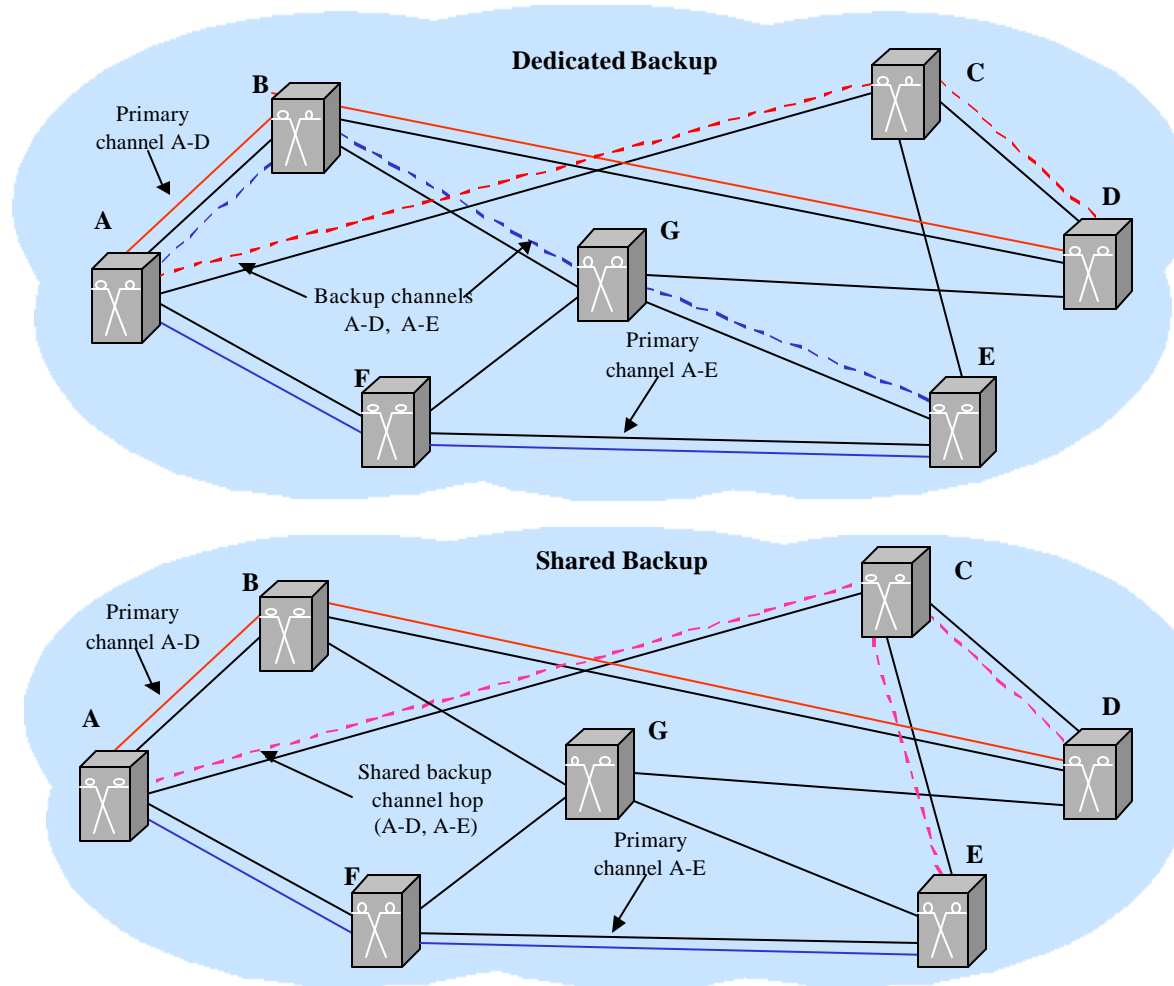 Dedicated Backup
C
B
Primary
channel A-D
D
A
G
Backup channels
A-D, A-E
Primary
channel A-E
E
F
Shared Backup
C
B
Primary
channel A-D
D
A
G
Shared backup
channel hop
(A-D, A-E)
Primary
channel A-E
E
F